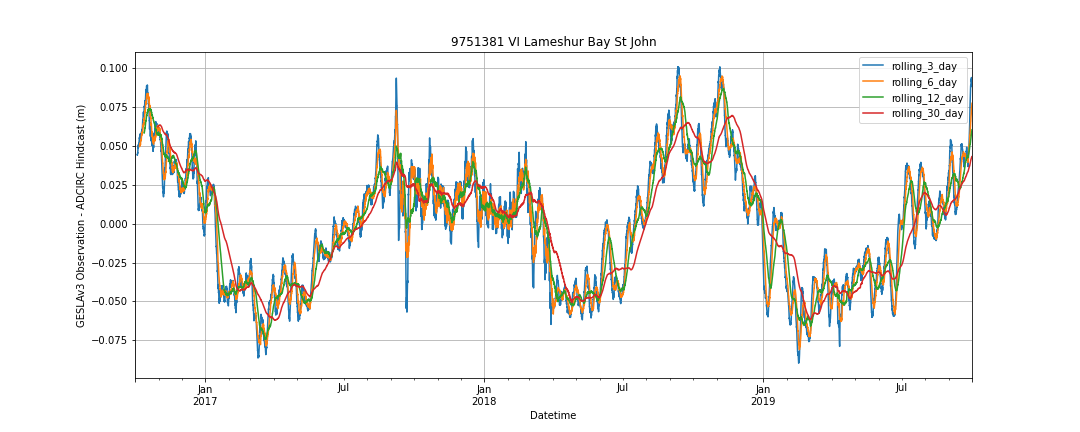 9751381 VI Lameshur Bay St John
GESLAv3 Observation - ADCIRC Hindcast (m)
0.100
0.075
0.050
0.025
0.000
−0.025
−0.050
−0.075
rolling_3_day
rolling_6_day
rolling_12_day
rolling_30_day
Jan Jul Jan Jul Jan Jul
2017 2018 2019
Datetime